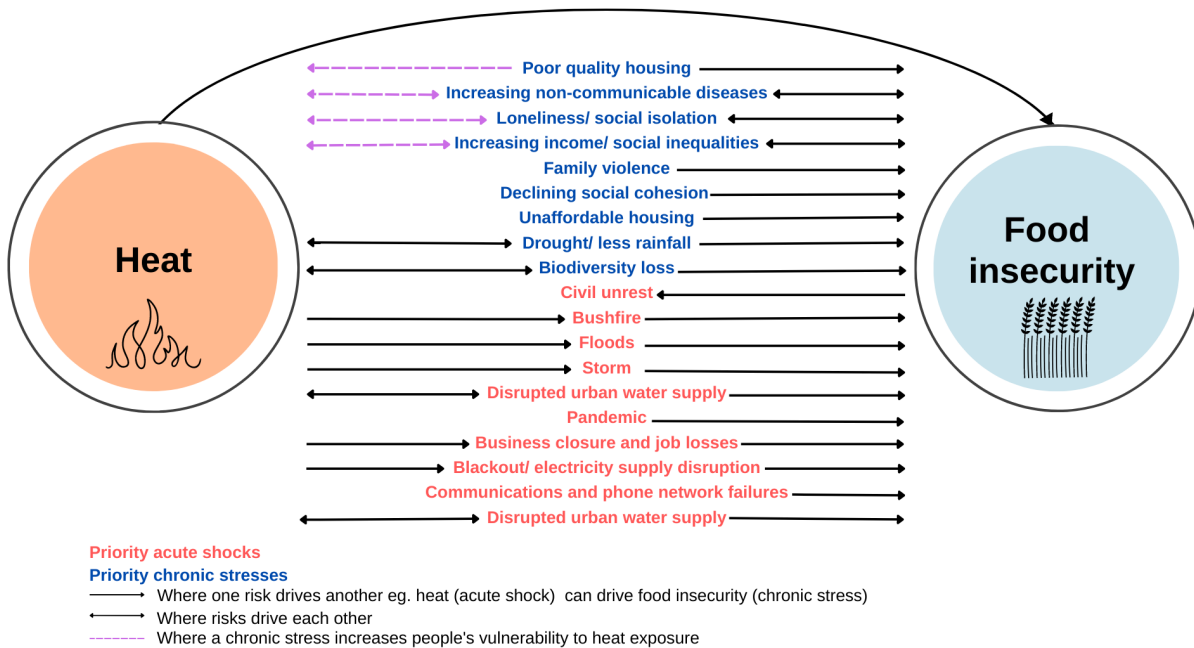 Poor quality housing
Increasing non-communicable diseases
Loneliness/ social isolation
Increasing income/ social inequalities
Family violence
Declining social cohesion
Unaffordable housing
Drought/ less rainfall
Biodiversity loss
Civil unrest
Bushfire
Floods
Storm
Disrupted urban water supply
Pandemic
Business closure and job losses
Blackout/ electricity supply disruption
Communications and phone network failures
Disrupted urban water supply
Heat
Food
insecurity
Priority acute shocks
Priority chronic stresses
Where one risk drives another eg. heat (acute shock) can drive food insecurity (chronic stress)
Where risks drive each other
Where a chronic stress increases people's vulnerability to heat exposure